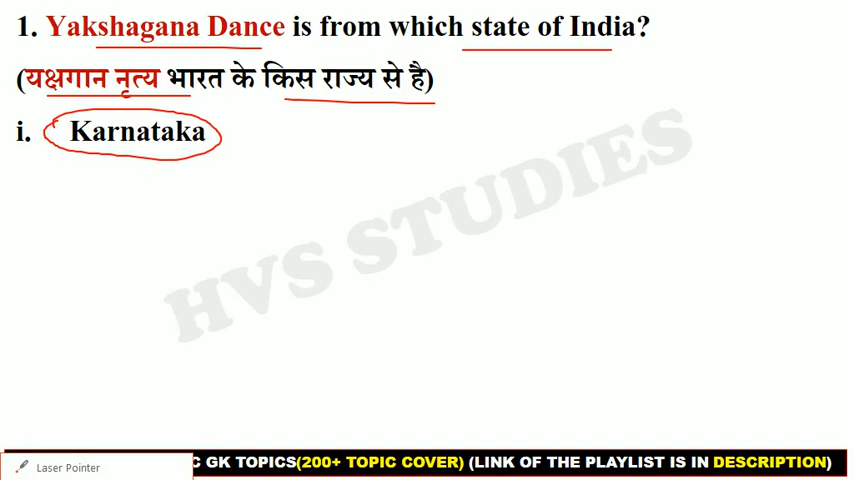 1. Yakshagana Dance is from which state of India?
(यक्षगान नृत्य भारत के किस राज्य से है)
i. Karnataka
HVS STUDIES
C GK TOPICS(200+ TOPIC COVER) (LINK OF THE PLAYLIST IS IN DESCRIPTION)
Laser Pointer